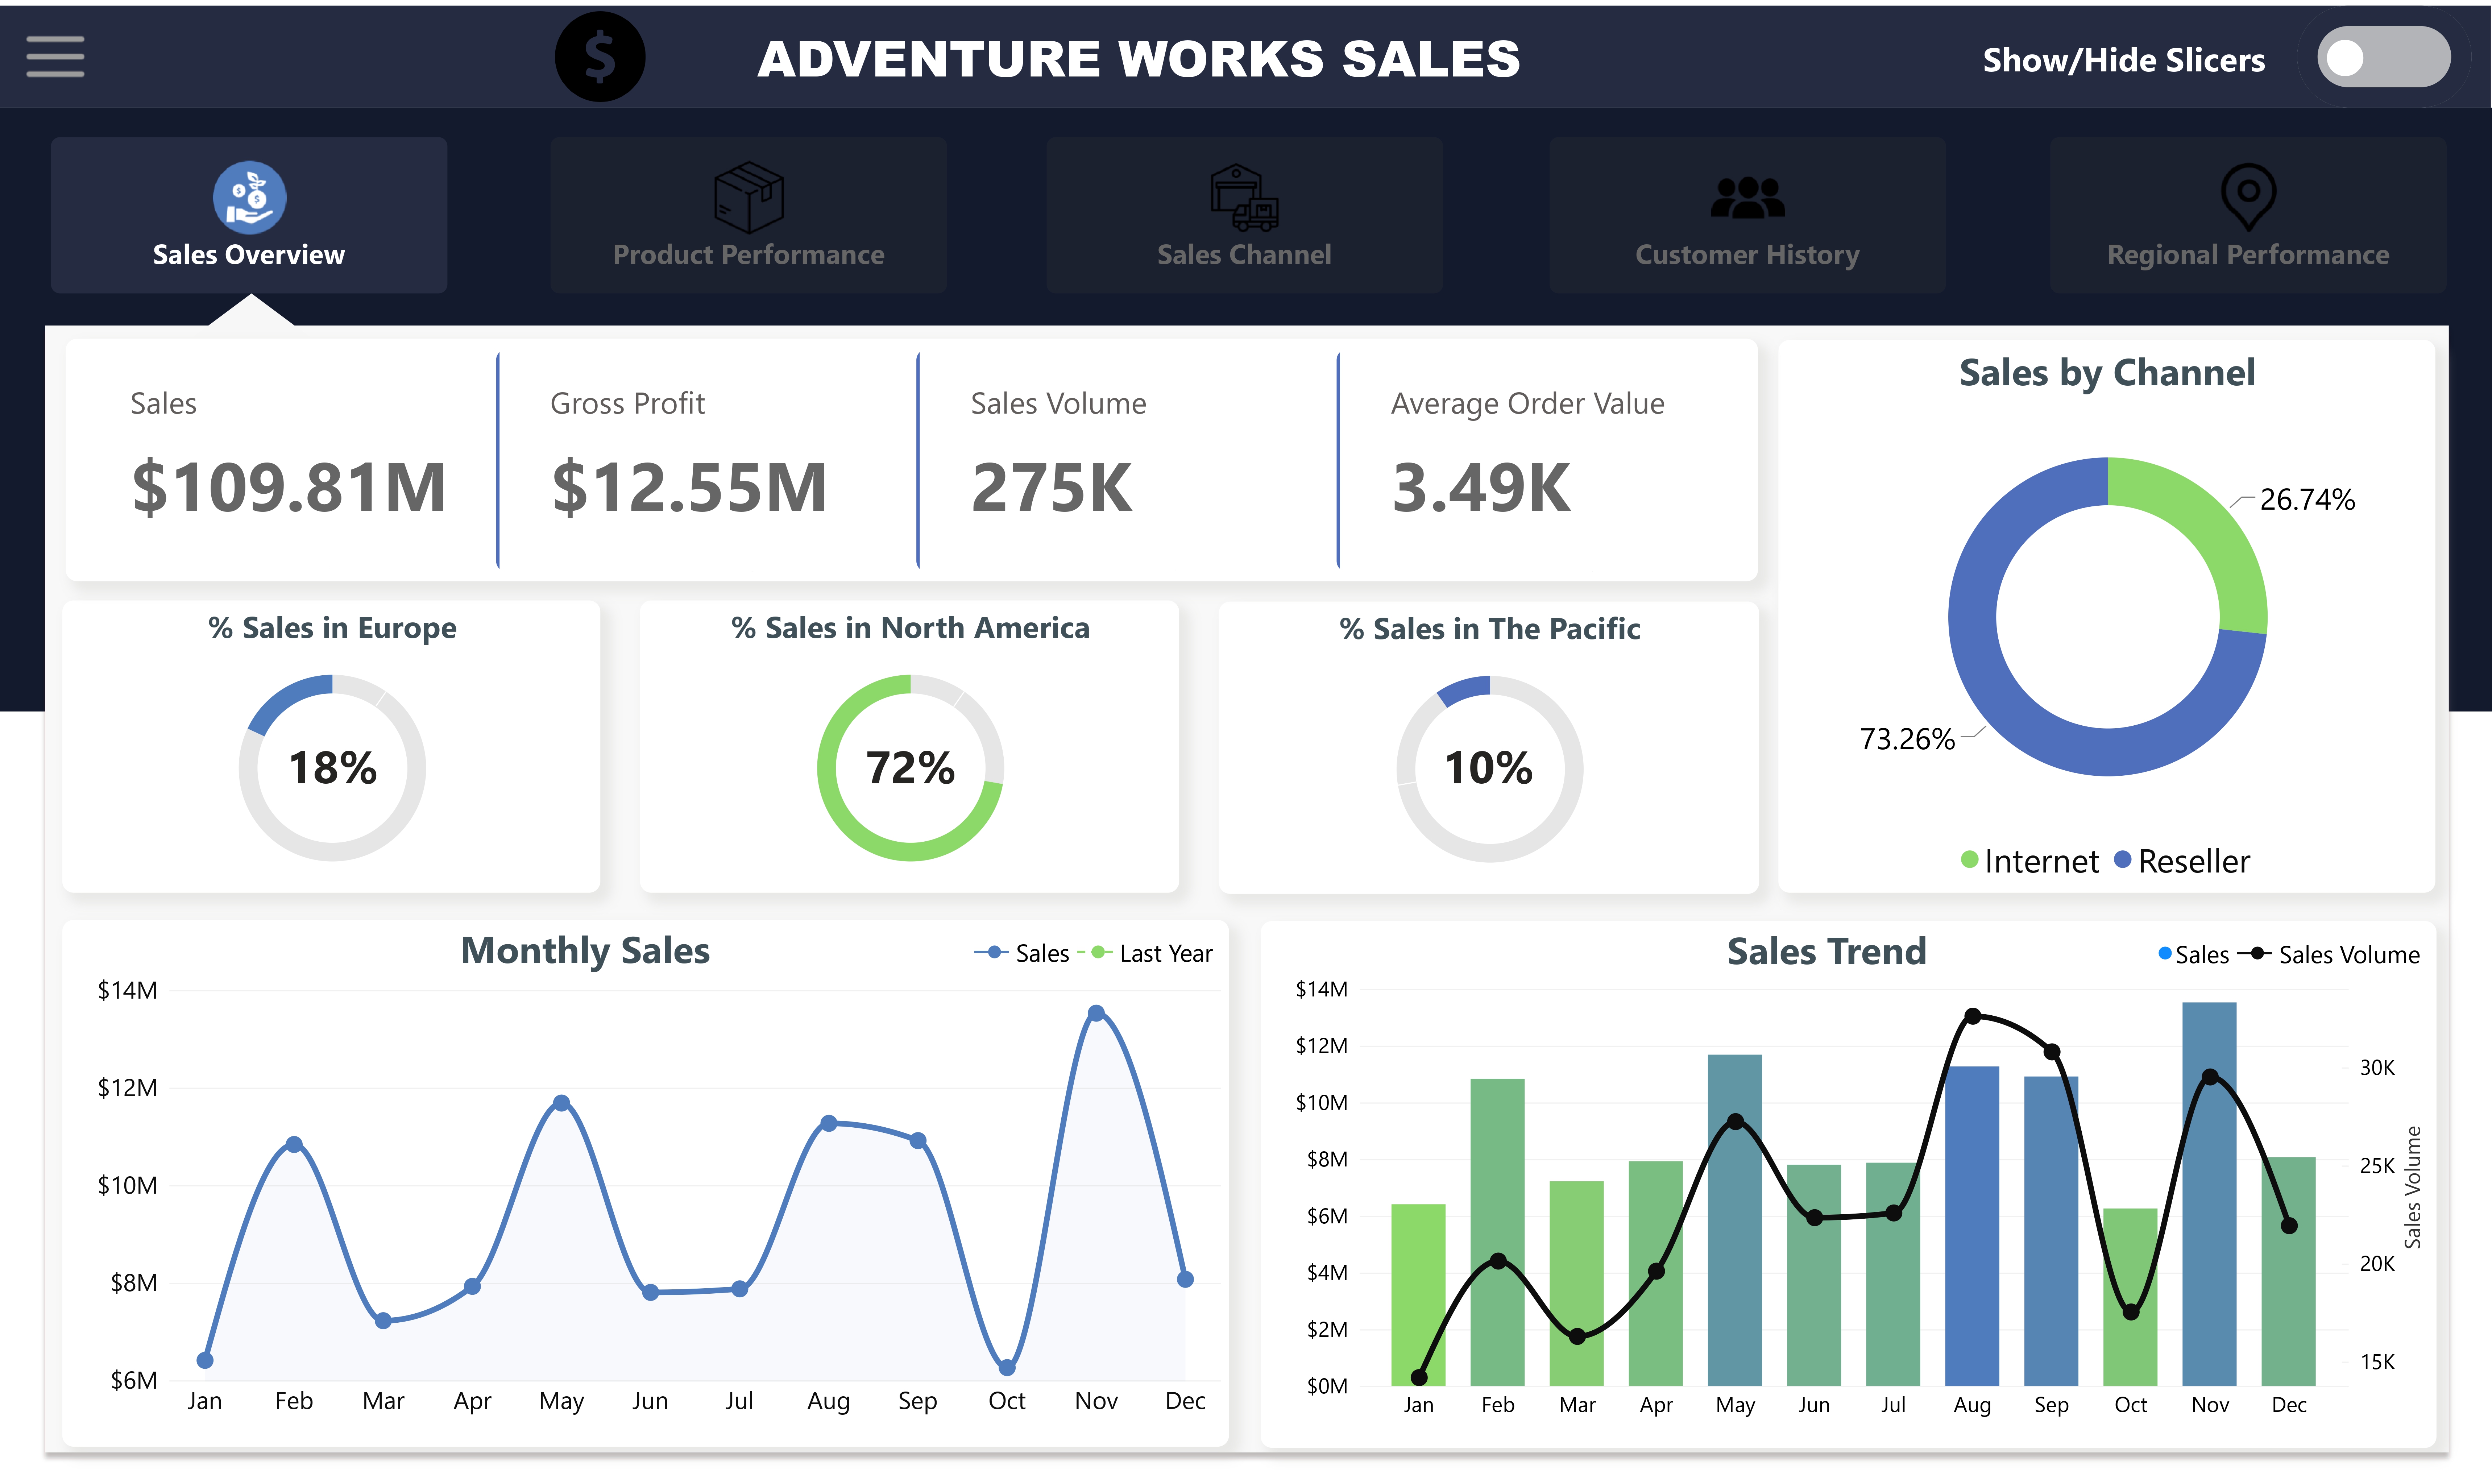 $
ADVENTURE WORKS SALES
Show/Hide Slicers
Sales Overview
Product Performance
Sales Channel
Customer History
Regional Performance
Sales
$109.81M
Gross Profit
$12.55M
Sales Volume
275K
Average Order Value
3.49K
Sales by Channel
26.74%
73.26%
Internet
Reseller
% Sales in Europe
18%
% Sales in North America
72%
% Sales in The Pacific
10%
Monthly Sales
Sales
Last Year
$14M
$12M
$10M
$8M
$6M
Jan Feb Mar Apr May Jun Jul Aug Sep Oct Nov Dec
Sales Trend
Sales
Sales Volume
$14M
$12M
$10M
$8M
$6M
$4M
$2M
$0M
30K
25K
20K
15K
Sales Volume
Jan Feb Mar Apr May Jun Jul Aug Sep Oct Nov Dec